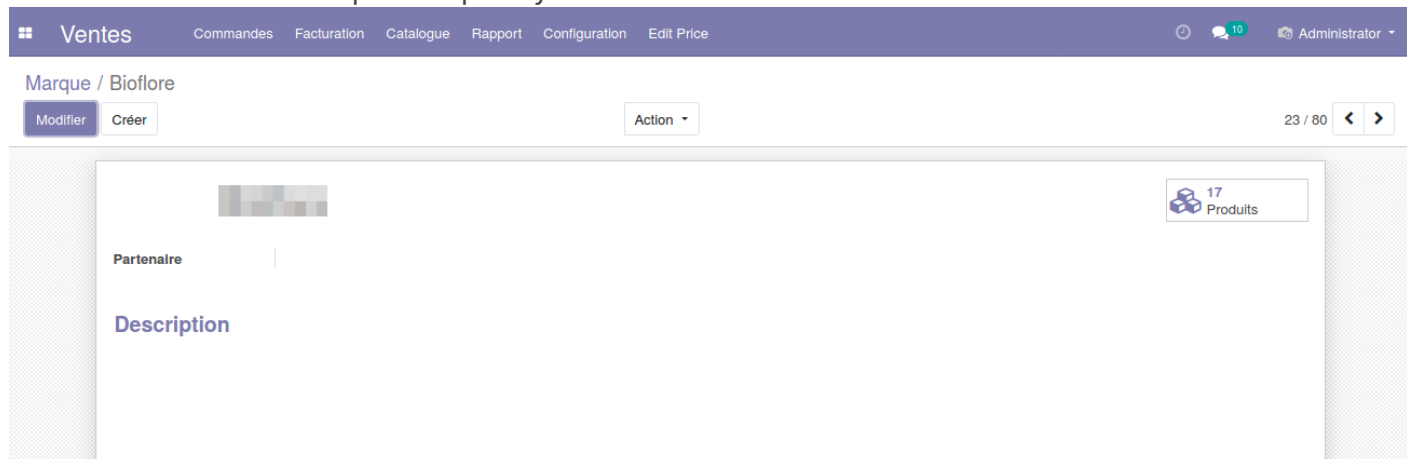 Ventes Commandes Facturation Catalogue Rapport Configuration Edit Price 10 Administrator
Marque / Bioflore
Modifier Créer Action 23 / 80
17
Produits
Partenaire
Description